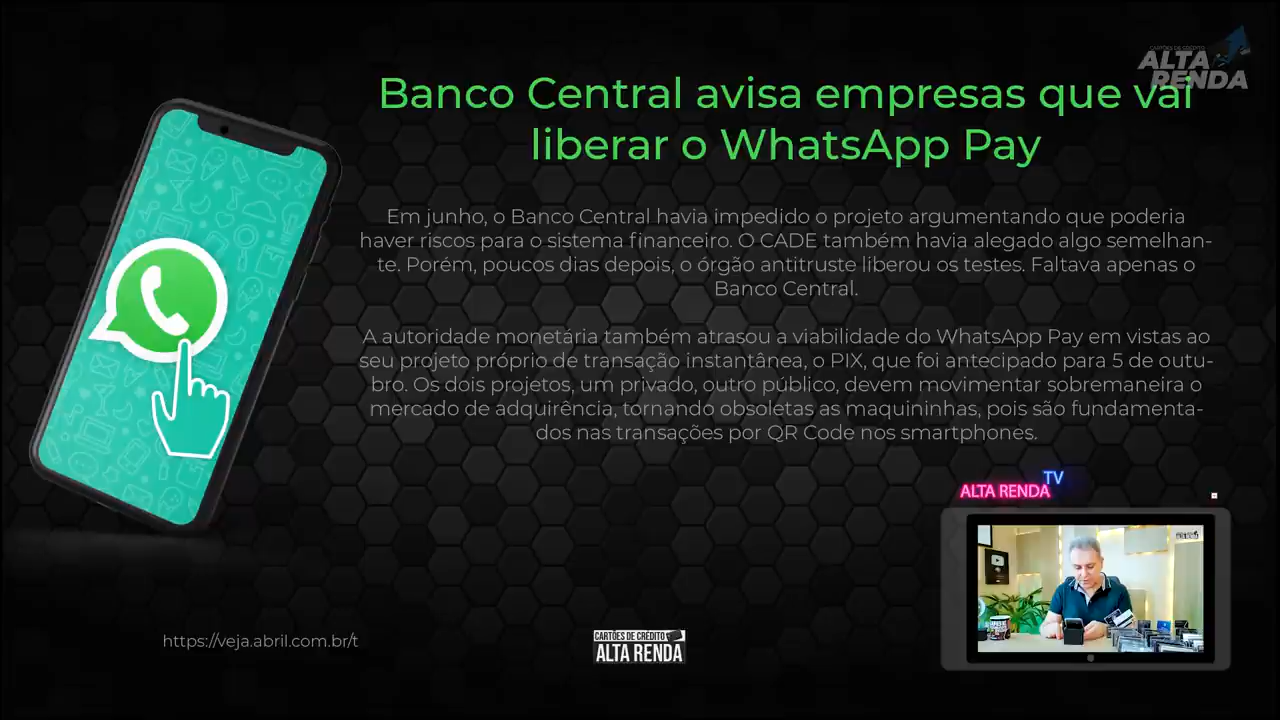 CARTÕES DE CRÉDITO
ALTA
RENDA
Banco Central avisa empresas que vai
liberar o WhatsApp Pay
Em junho, o Banco Central havia impedido o projeto argumentando que poderia
haver riscos para o sistema financeiro. O CADE também havia alegado algo semelhan-
te. Porém, poucos dias depois, o órgão antitruste liberou os testes. Faltava apenas o
Banco Central.
A autoridade monetária também atrasou a viabilidade do WhatsApp Pay em vistas ao
seu projeto próprio de transação instantânea, o PIX, que foi antecipado para 5 de outu-
bro. Os dois projetos, um privado, outro público, devem movimentar sobremaneira o
mercado de adquirência, tornando obsoletas as maquininhas, pois são fundamenta-
dos nas transações por QR Code nos smartphones.
ALTA RENDA TV
https://veja.abril.com.br/t
CARTÕES DE CRÉDITO
ALTA RENDA